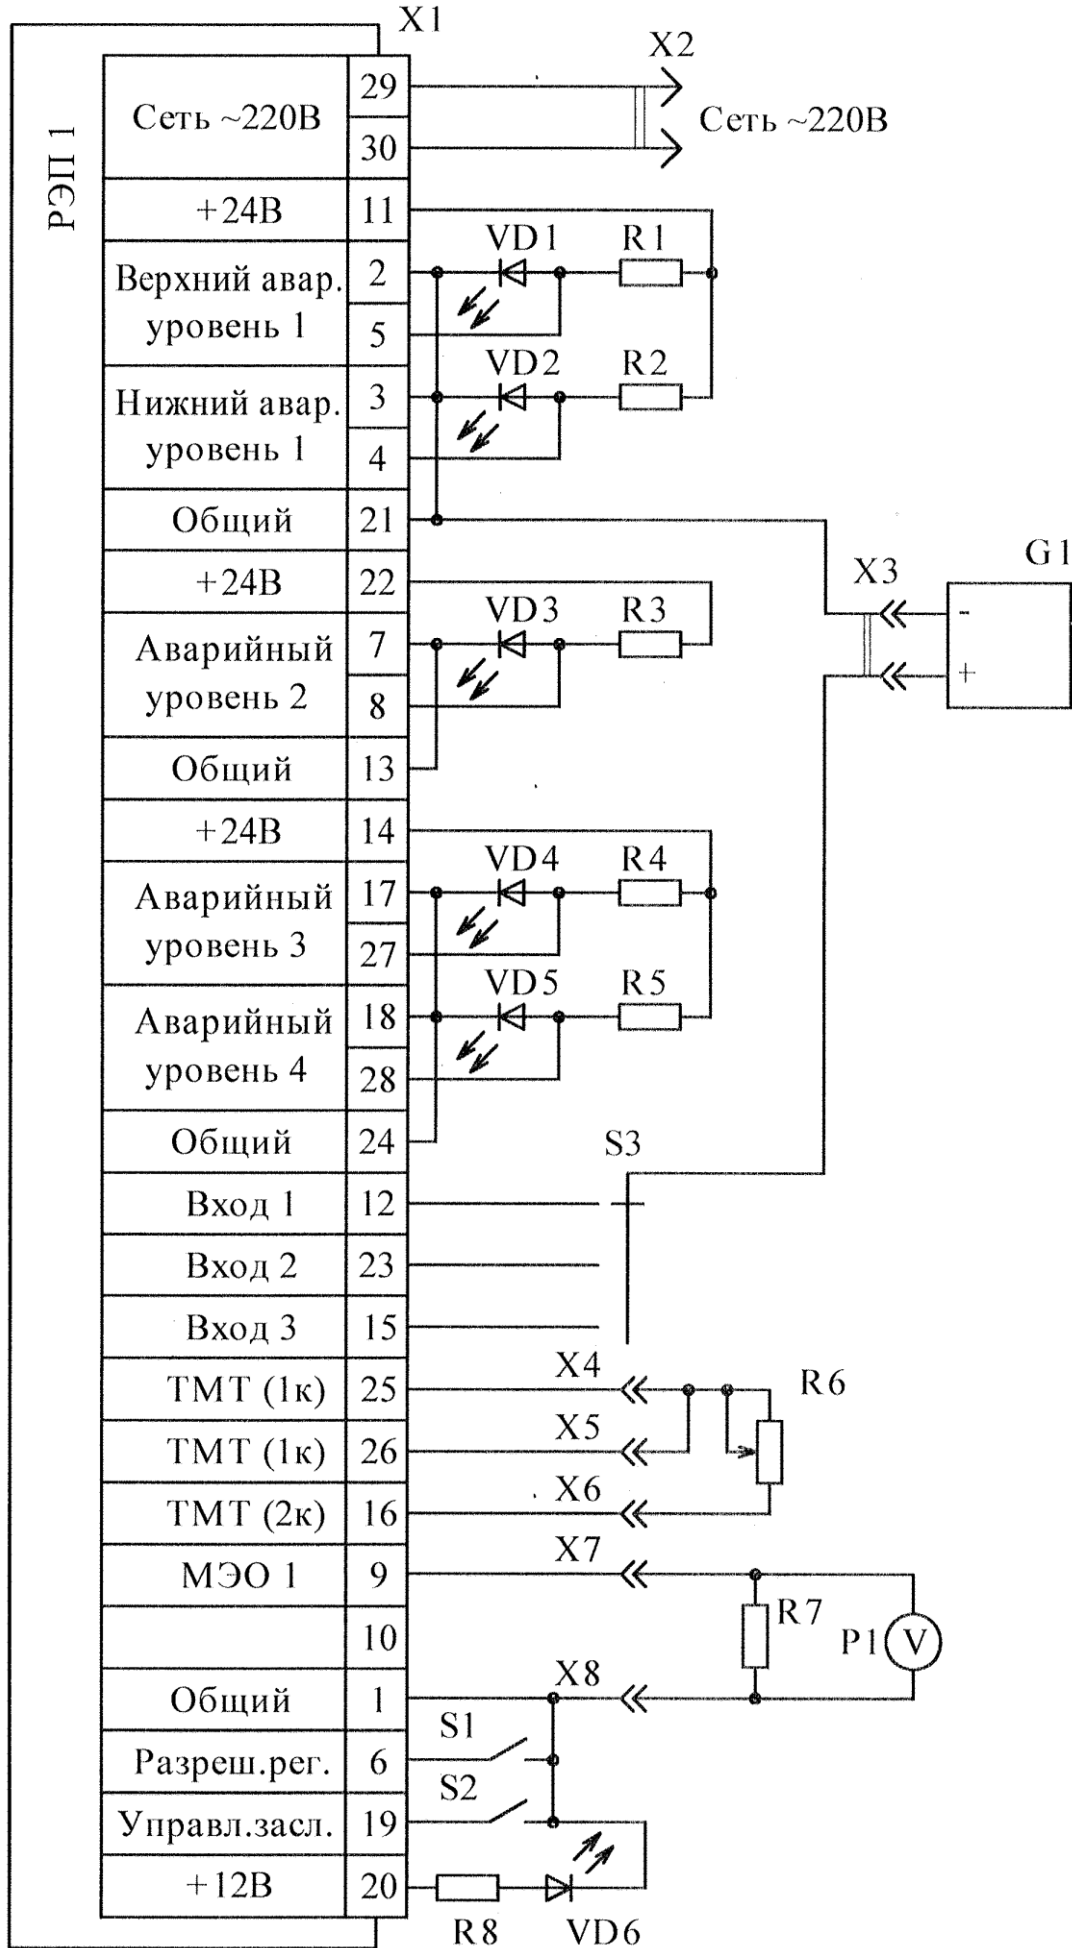 X1
X2
РЭП 1
Сеть ~220В
29
30
Сеть ~220В
+24В
11
VD1
R1
Верхний авар.
уровень 1
2
5
VD2
R2
Нижний авар.
уровень 1
3
4
Общий
21
G1
X3
-
+
+24В
22
VD3
R3
Аварийный
уровень 2
7
8
Общий
13
+24В
14
VD4
R4
Аварийный
уровень 3
17
27
VD5
R5
Аварийный
уровень 4
18
28
Общий
24
S3
Вход 1
12
Вход 2
23
Вход 3
15
ТМТ (1к)
25
X4
R6
ТМТ (1к)
26
X5
ТМТ (2к)
16
X6
МЭО 1
9
X7
10
R7
P1
V
Общий
1
X8
Разреш.рег.
6
S1
Управл.засл.
19
S2
+12В
20
R8
VD6